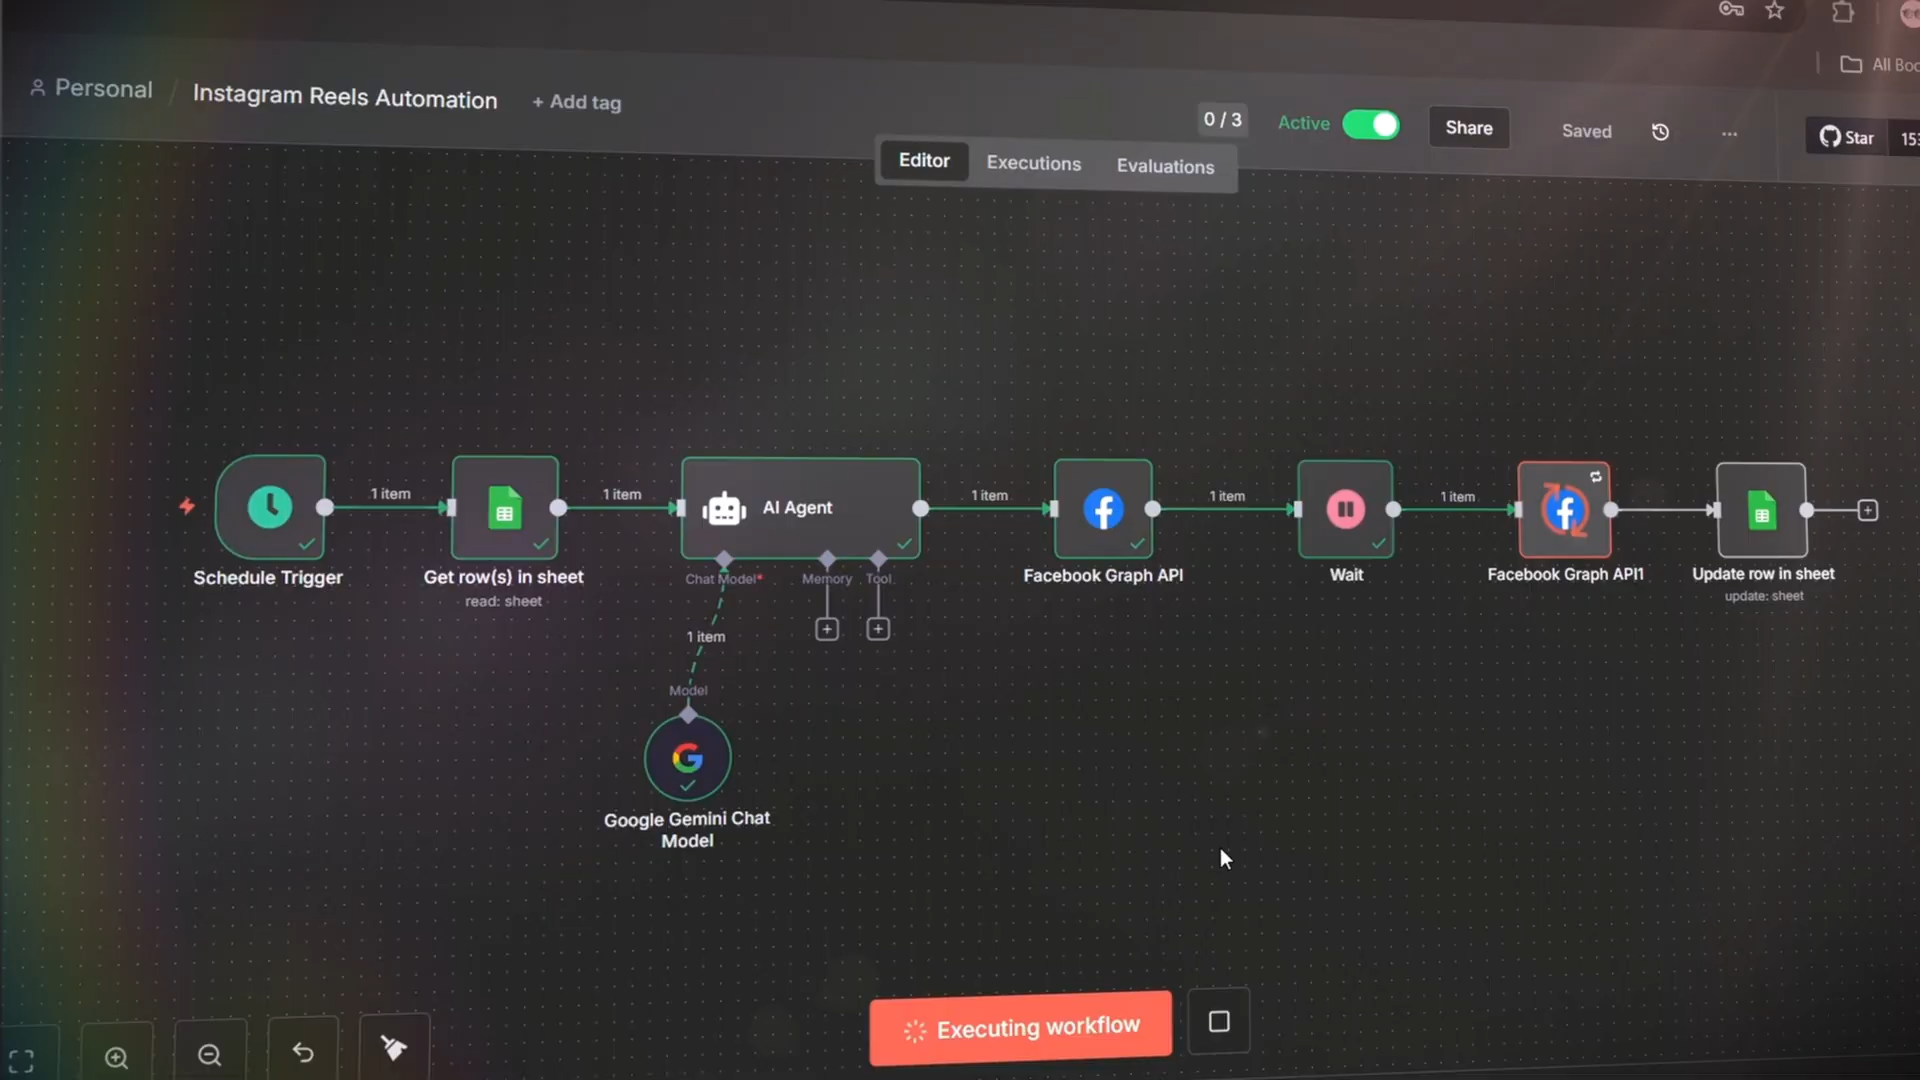 All Boo
Personal / Instagram Reels Automation + Add tag
0 / 3 Active Share Saved ... Star 153
Editor Executions Evaluations
1 item 1 item 1 item 1 item 1 item
AI Agent
Schedule Trigger
Get row(s) in sheet
read: sheet
Chat Model* Memory Tool
Facebook Graph API
Wait
Facebook Graph API1
Update row in sheet
update: sheet
1 item
Model
Google Gemini Chat
Model
Executing workflow